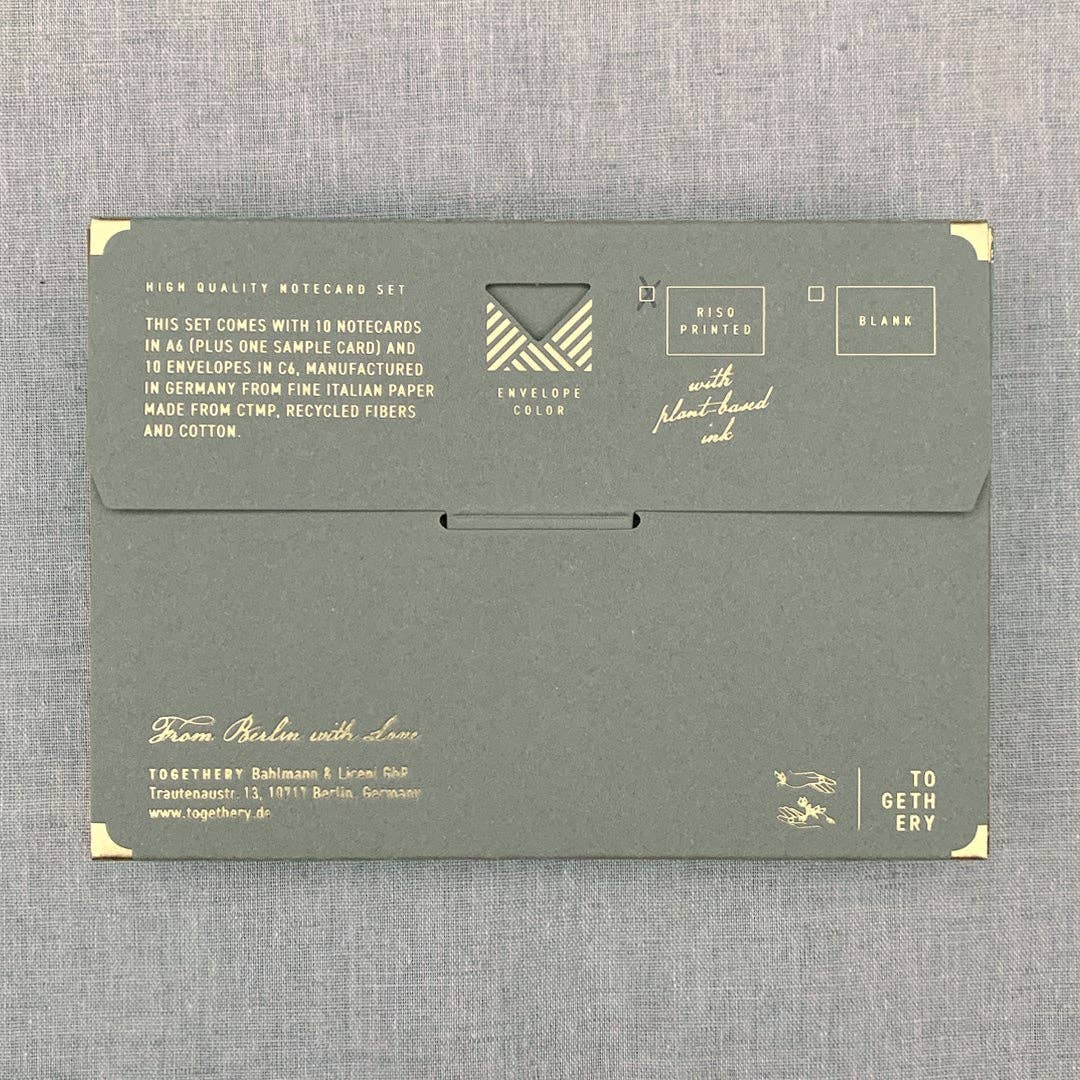 HIGH QUALITY NOTECARD SET
THIS SET COMES WITH 10 NOTECARDS
IN A6 (PLUS ONE SAMPLE CARD) AND
10 ENVELOPES IN C6, MANUFACTURED
IN GERMANY FROM FINE ITALIAN PAPER
MADE FROM CTMP, RECYCLED FIBERS
AND COTTON.
ENVELOPE
COLOR
RISO
PRINTED
with
plant-based
ink
BLANK
From Berlin with Love
TOGETHERY Bahlmann & Liceni GbR
Trautenaustr. 13, 10717 Berlin, Germany
www.togethery.de
TO
GETH
ERY